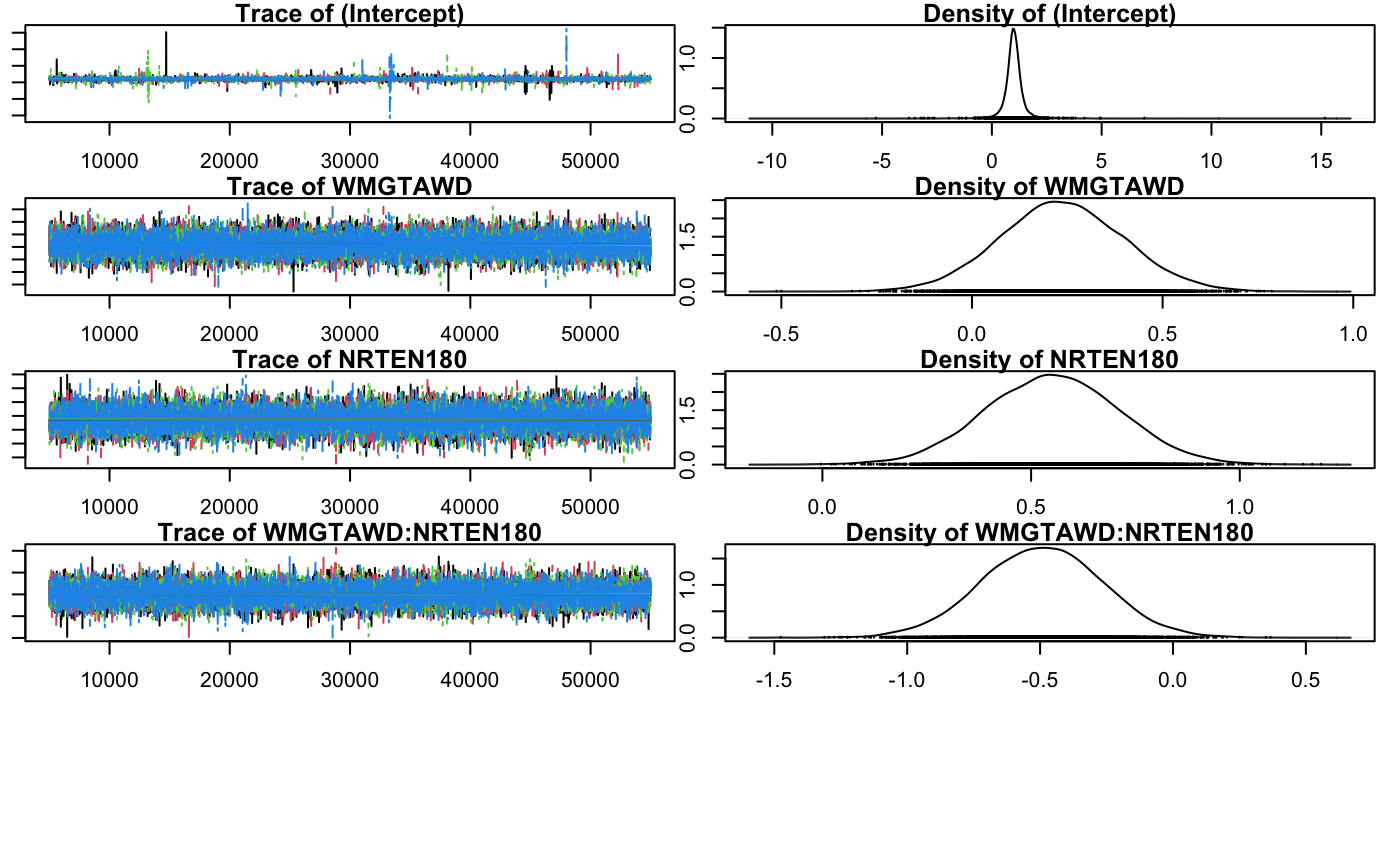 Trace of (Intercept)
Density of (Intercept)
0.0 1.0
10000 20000 30000 40000 50000
-10 -5 0 5 10 15
Trace of WMGTAWD
Density of WMGTAWD
0.0 1.5
10000 20000 30000 40000 50000
-0.5 0.0 0.5 1.0
Trace of NRTEN180
Density of NRTEN180
0.0 1.5
10000 20000 30000 40000 50000
0.0 0.5 1.0
Trace of WMGTAWD:NRTEN180
Density of WMGTAWD:NRTEN180
0.0 1.0
10000 20000 30000 40000 50000
-1.5 -1.0 -0.5 0.0 0.5